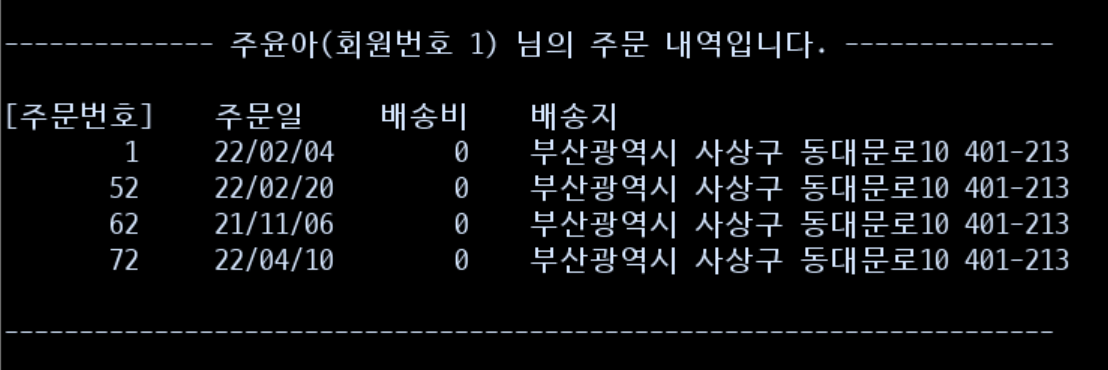 -------------- 주윤아(회원번호 1) 님의 주문 내역입니다. --------------
[주문번호] 주문일 배송비 배송지
1 22/02/04 0 부산광역시 사상구 동대문로10 401-213
52 22/02/20 0 부산광역시 사상구 동대문로10 401-213
62 21/11/06 0 부산광역시 사상구 동대문로10 401-213
72 22/04/10 0 부산광역시 사상구 동대문로10 401-213
----------------------------------------------------------------------